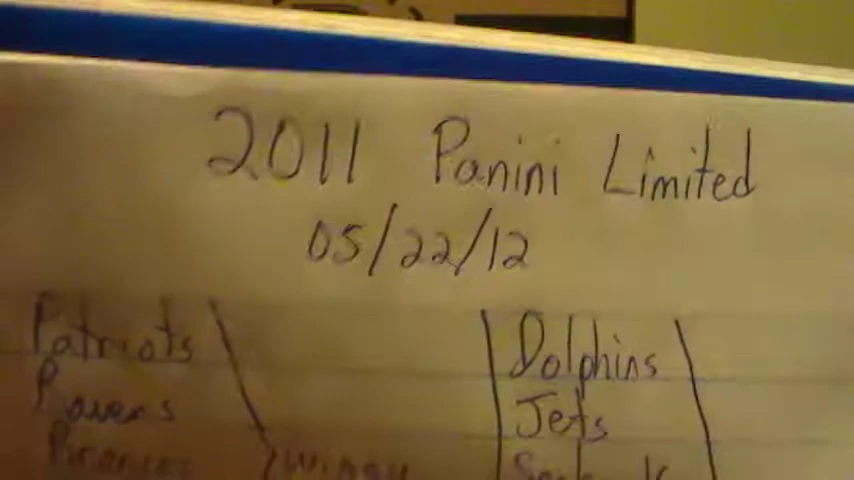 2011 Panini Limited
05/22/12
Patriots
Ravens
Dolphins
Jets